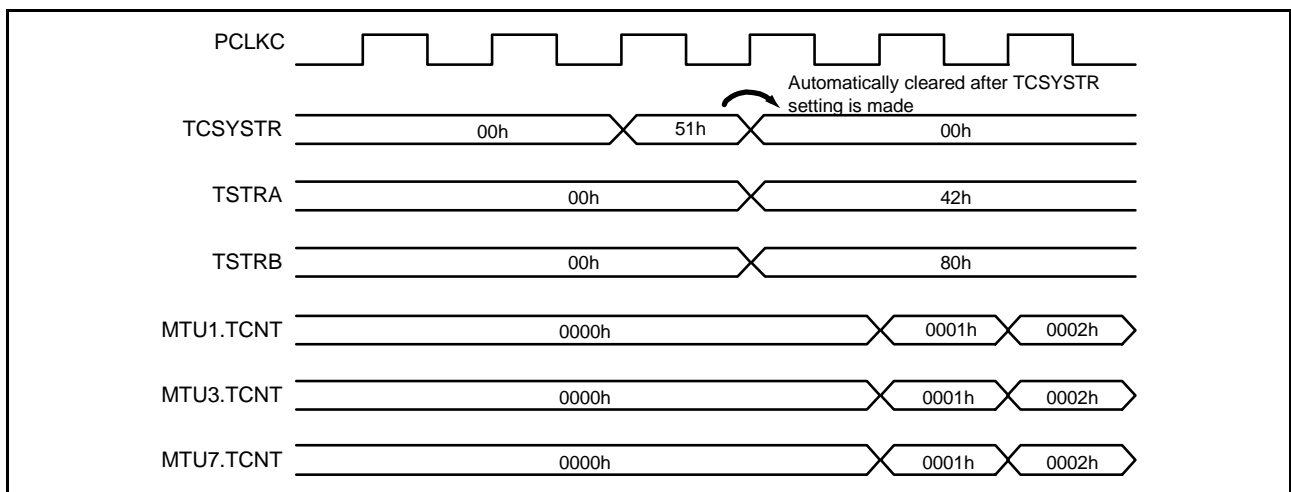 PCLKC
Automatically cleared after TCSYSTR
setting is made
TCSYSTR 00h 51h 00h
TSTRA 00h 42h
TSTRB 00h 80h
MTU1.TCNT 0000h 0001h 0002h
MTU3.TCNT 0000h 0001h 0002h
MTU7.TCNT 0000h 0001h 0002h